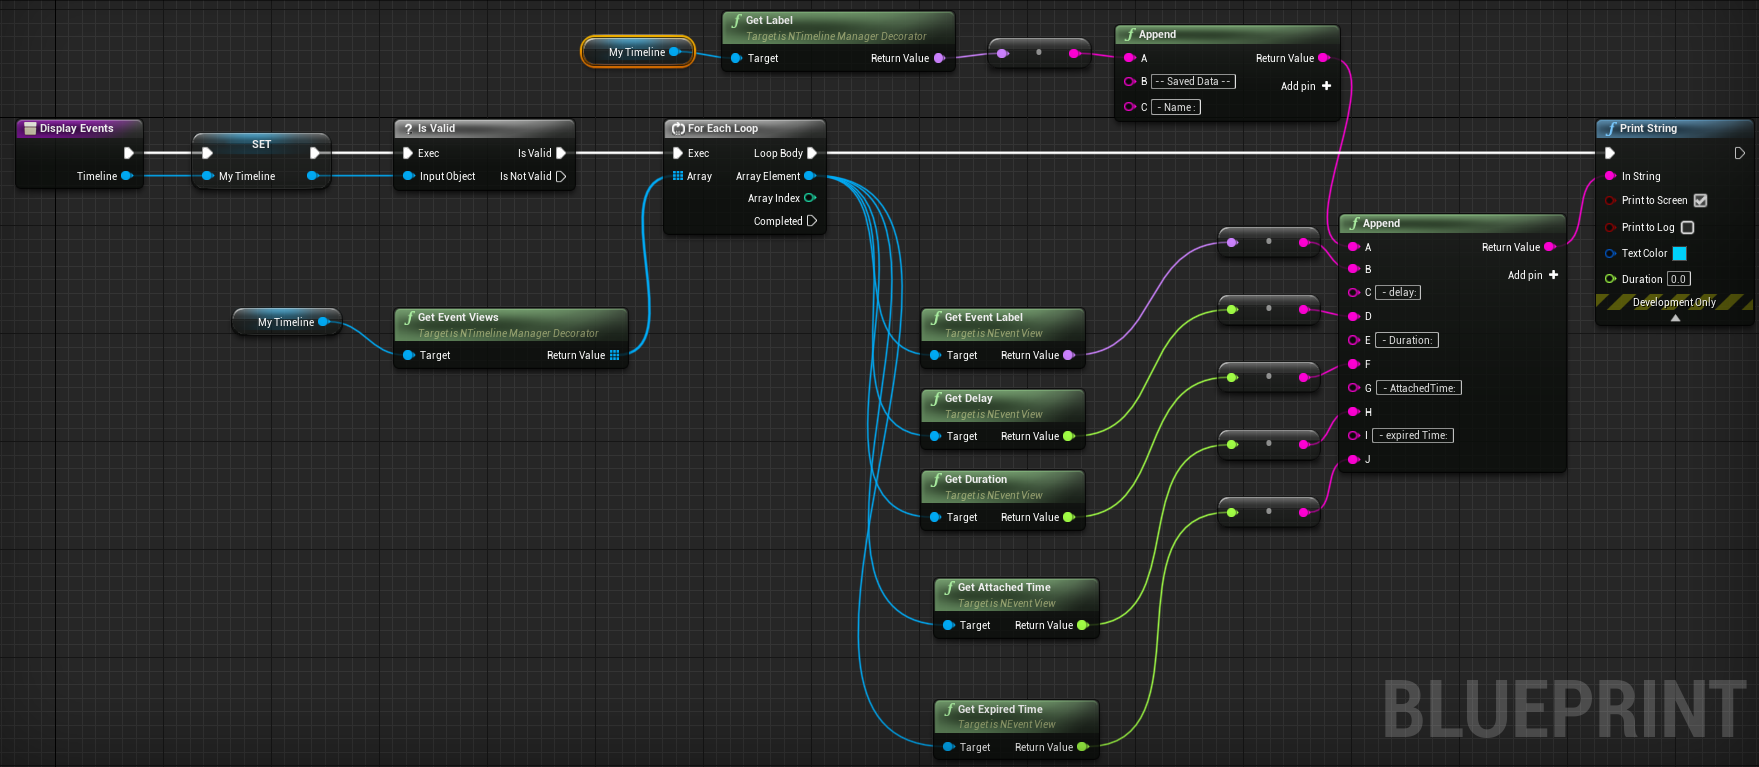 Get Label
Target is NTimeline Manager Decorator
My Timeline
Target
Return Value
Append
A
Return Value
B
-- Saved Data --
Add pin
C
- Name :
Display Events
Timeline
SET
My Timeline
Is Valid
Exec
Is Valid
Input Object
Is Not Valid
For Each Loop
Exec
Loop Body
Array
Array Element
Array Index
Completed
Print String
In String
Print to Screen
Print to Log
Text Color
Duration
0.0
Development Only
Append
A
Return Value
B
Add pin
C
- delay:
D
E
- Duration:
F
G
- AttachedTime:
H
I
- expired Time:
J
My Timeline
Get Event Views
Target is NTimeline Manager Decorator
Target
Return Value
Get Event Label
Target is NEvent View
Target
Return Value
Get Delay
Target is NEvent View
Target
Return Value
Get Duration
Target is NEvent View
Target
Return Value
Get Attached Time
Target is NEvent View
Target
Return Value
Get Expired Time
Target is NEvent View
Target
Return Value
BLUEPRINT